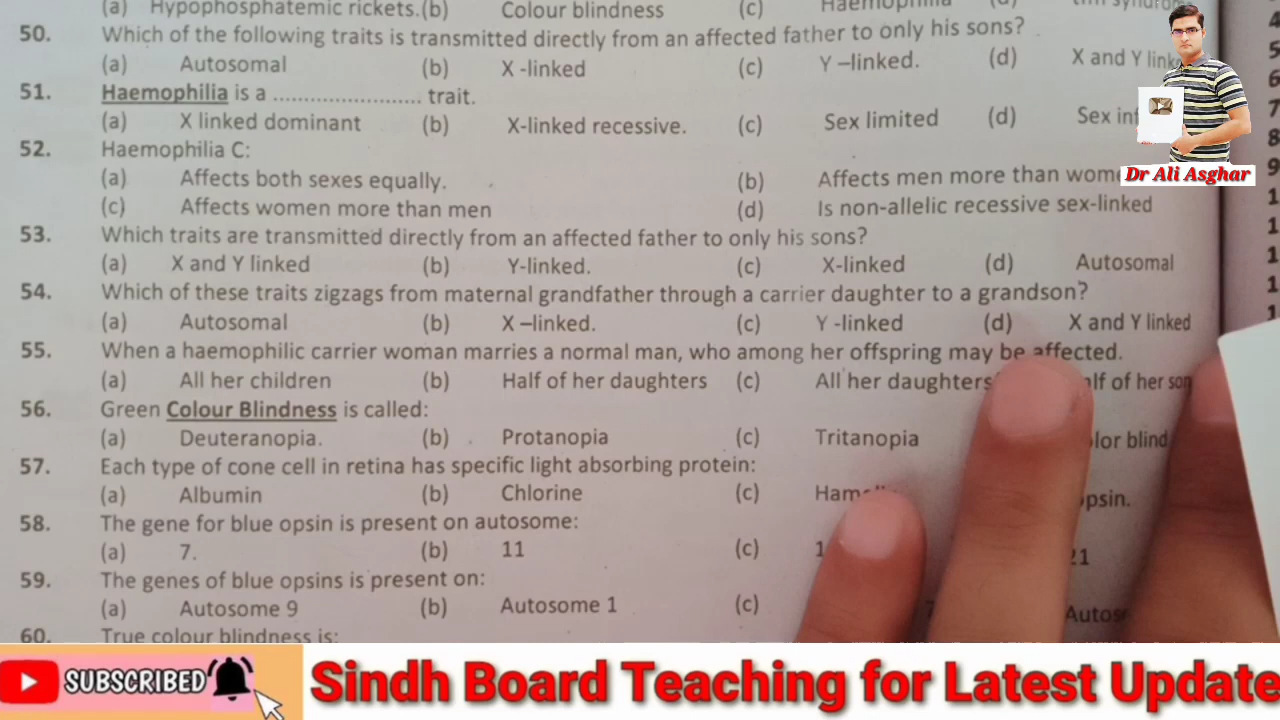 (a) Hypophosphatemic rickets. (b) Colour blindness (c) Haemophilia
50. Which of the following traits is transmitted directly from an affected father to only his sons?
(a) Autosomal (b) X -linked (c) Y –linked. (d) X and Y
51. Haemophilia is a ........................ trait.
(a) X linked dominant (b) X-linked recessive. (c) Sex limited (d) Sex
52. Haemophilia C:
(a) Affects both sexes equally. (b) Affects men more than
(c) Affects women more than men (d) Is non-allelic recessive sex-linked
53. Which traits are transmitted directly from an affected father to only his sons?
(a) X and Y linked (b) Y-linked. (c) X-linked (d) Autosomal
54. Which of these traits zigzags from maternal grandfather through a carrier daughter to a grandson?
(a) Autosomal (b) X –linked. (c) Y -linked (d) X and Y linked
55. When a haemophilic carrier woman marries a normal man, who among her offspring may be affected.
(a) All her children (b) Half of her daughters (c) All her daughters of her
56. Green Colour Blindness is called:
(a) Deuteranopia. (b) Protanopia (c) Tritanopia blind
57. Each type of cone cell in retina has specific light absorbing protein:
(a) Albumin (b) Chlorine (c)
58. The gene for blue opsin is present on autosome:
(a) 7. (b) 11 (c) 21
59. The genes of blue opsins is present on:
(a) Autosome 9 (b) Autosome 1 (c)
60. True colour blindness is:
Dr Ali Asghar
SUBSCRIBED Sindh Board Teaching for Latest Update